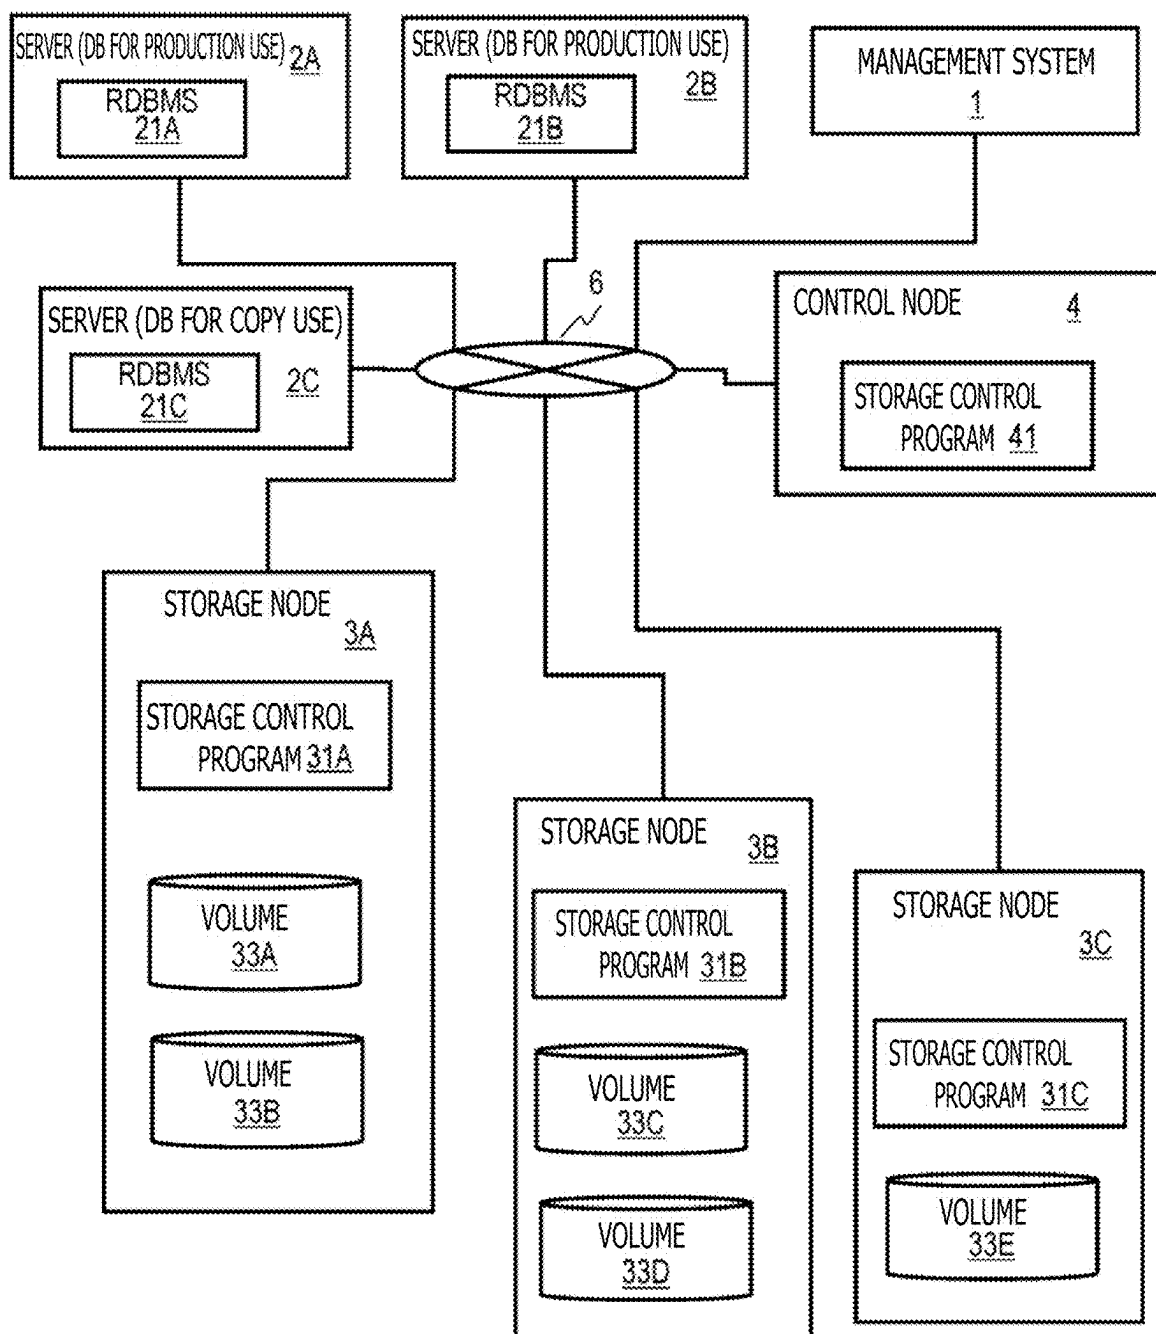 SERVER (DB FOR PRODUCTION USE)
2A
RDBMS
21A
SERVER (DB FOR PRODUCTION USE)
2B
RDBMS
21B
MANAGEMENT SYSTEM
1
SERVER (DB FOR COPY USE)
2C
RDBMS
21C
6
CONTROL NODE
4
STORAGE CONTROL
PROGRAM 41
STORAGE NODE
3A
STORAGE CONTROL
PROGRAM 31A
VOLUME
33A
VOLUME
33B
STORAGE NODE
3B
STORAGE CONTROL
PROGRAM 31B
VOLUME
33C
VOLUME
33D
STORAGE NODE
3C
STORAGE CONTROL
PROGRAM 31C
VOLUME
33E